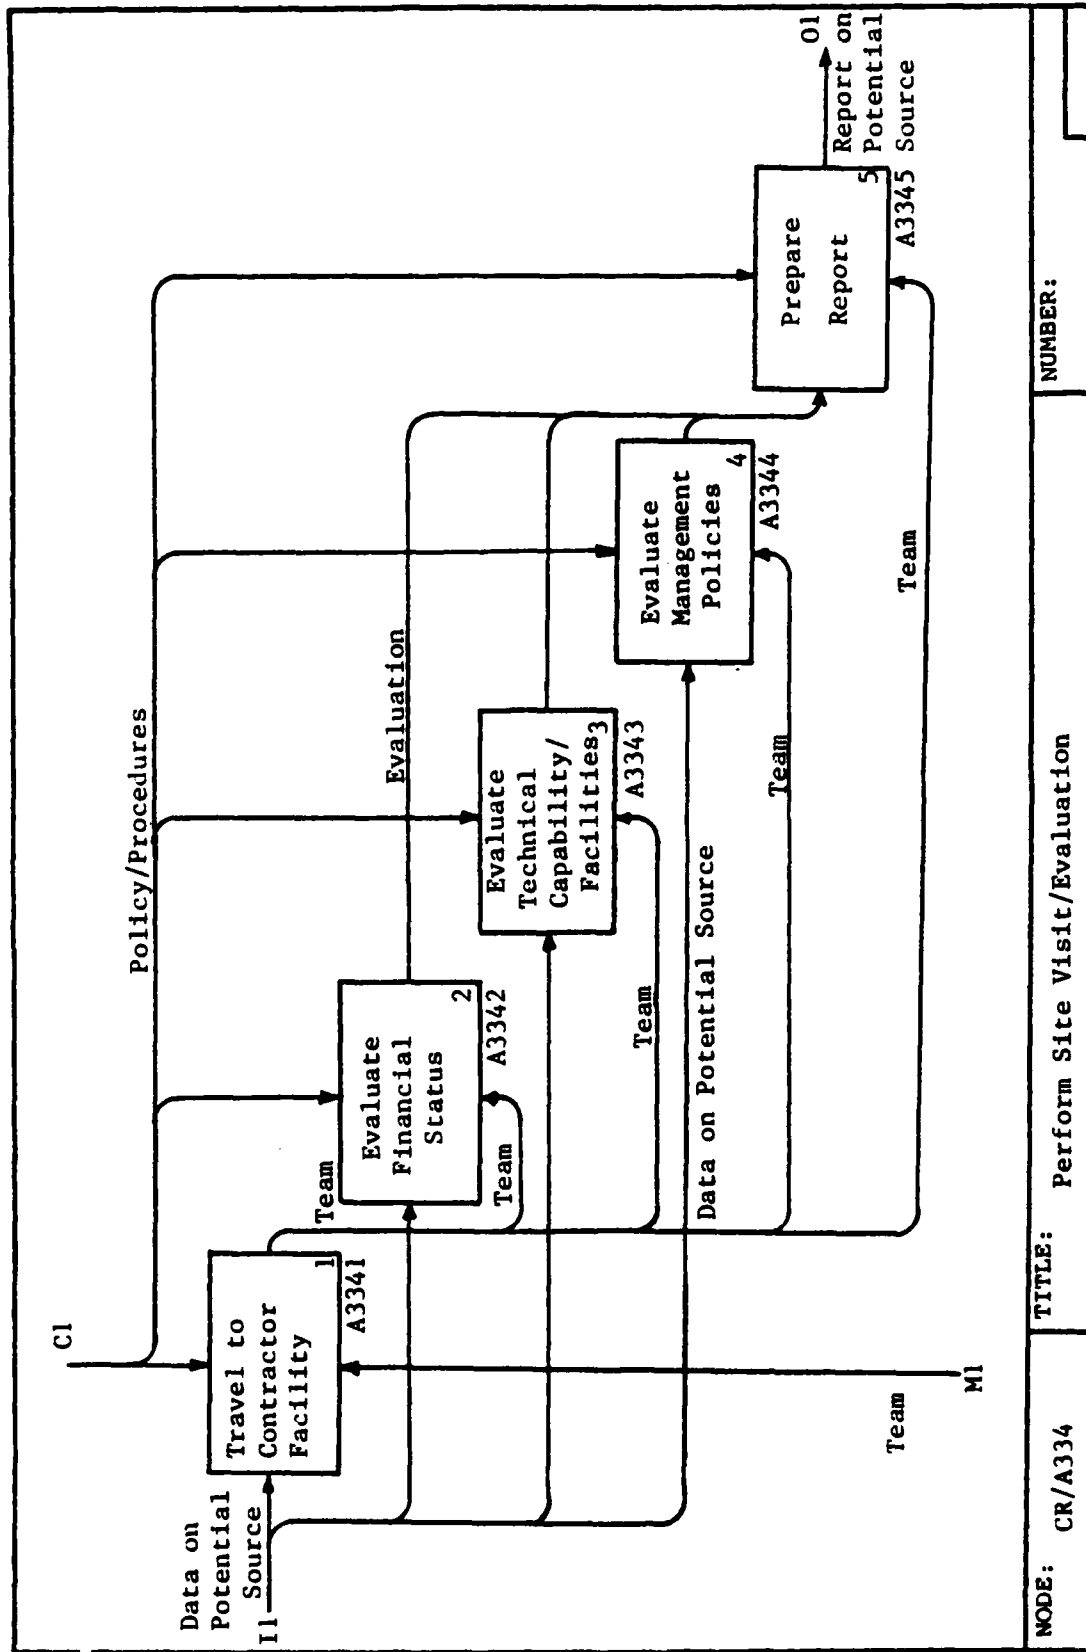 C1
Policy/Procedures
Data on
Potential
Source
I1
Travel to
Contractor
Facility
1
A3341
Team
Evaluate
Financial
Status
2
A3342
Team
Evaluation
Evaluate
Technical
Capability/
Facilities
3
A3343
Team
Evaluate
Management
Policies
4
A3344
Team
Data on Potential Source
Prepare
Report
5
A3345
Team
O1
Report on
Potential
Source
Team
M1
NODE:
CR/A334
TITLE:
Perform Site Visit/Evaluation
NUMBER: